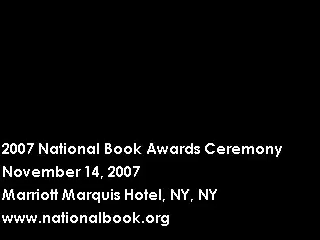 2007 National Book Awards Ceremony
November 14, 2007
Marriott Marquis Hotel, NY, NY
www.nationalbook.org